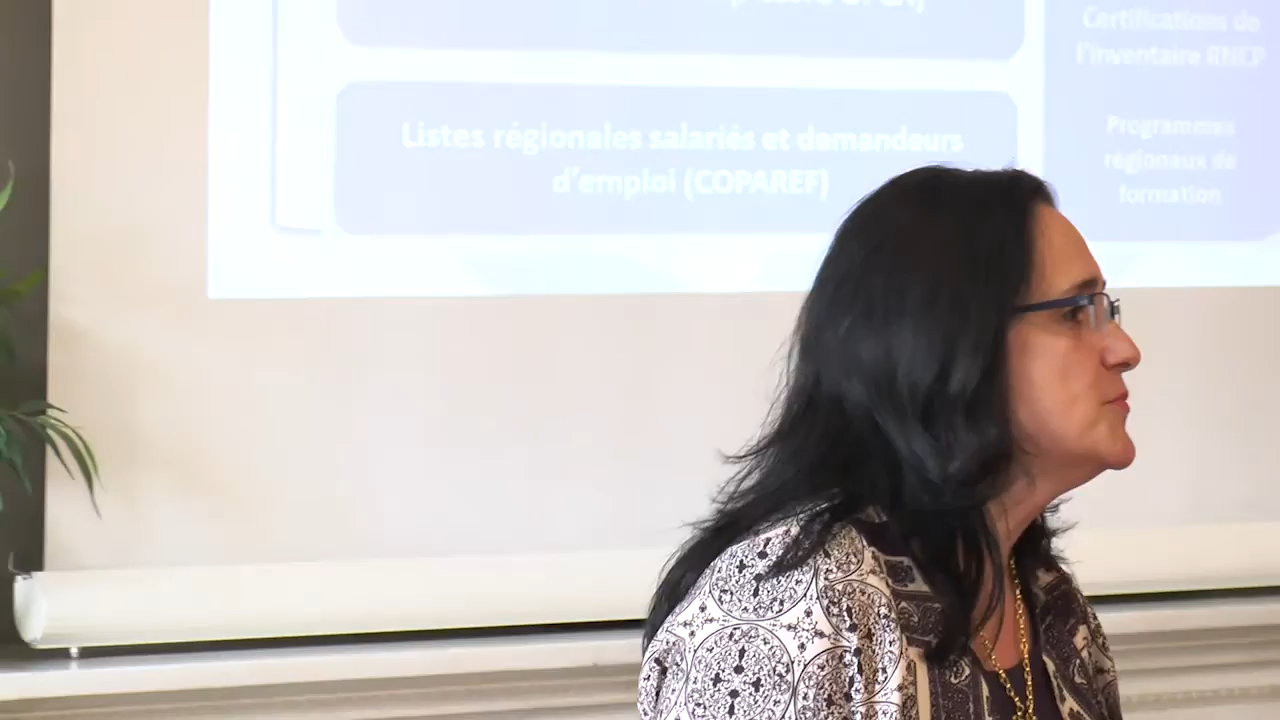 Listes régionales salariés et demandeurs
d'emploi (COPAREF)
Certifications de
l'inventaire RNCP
Programmes
régionaux de
formation